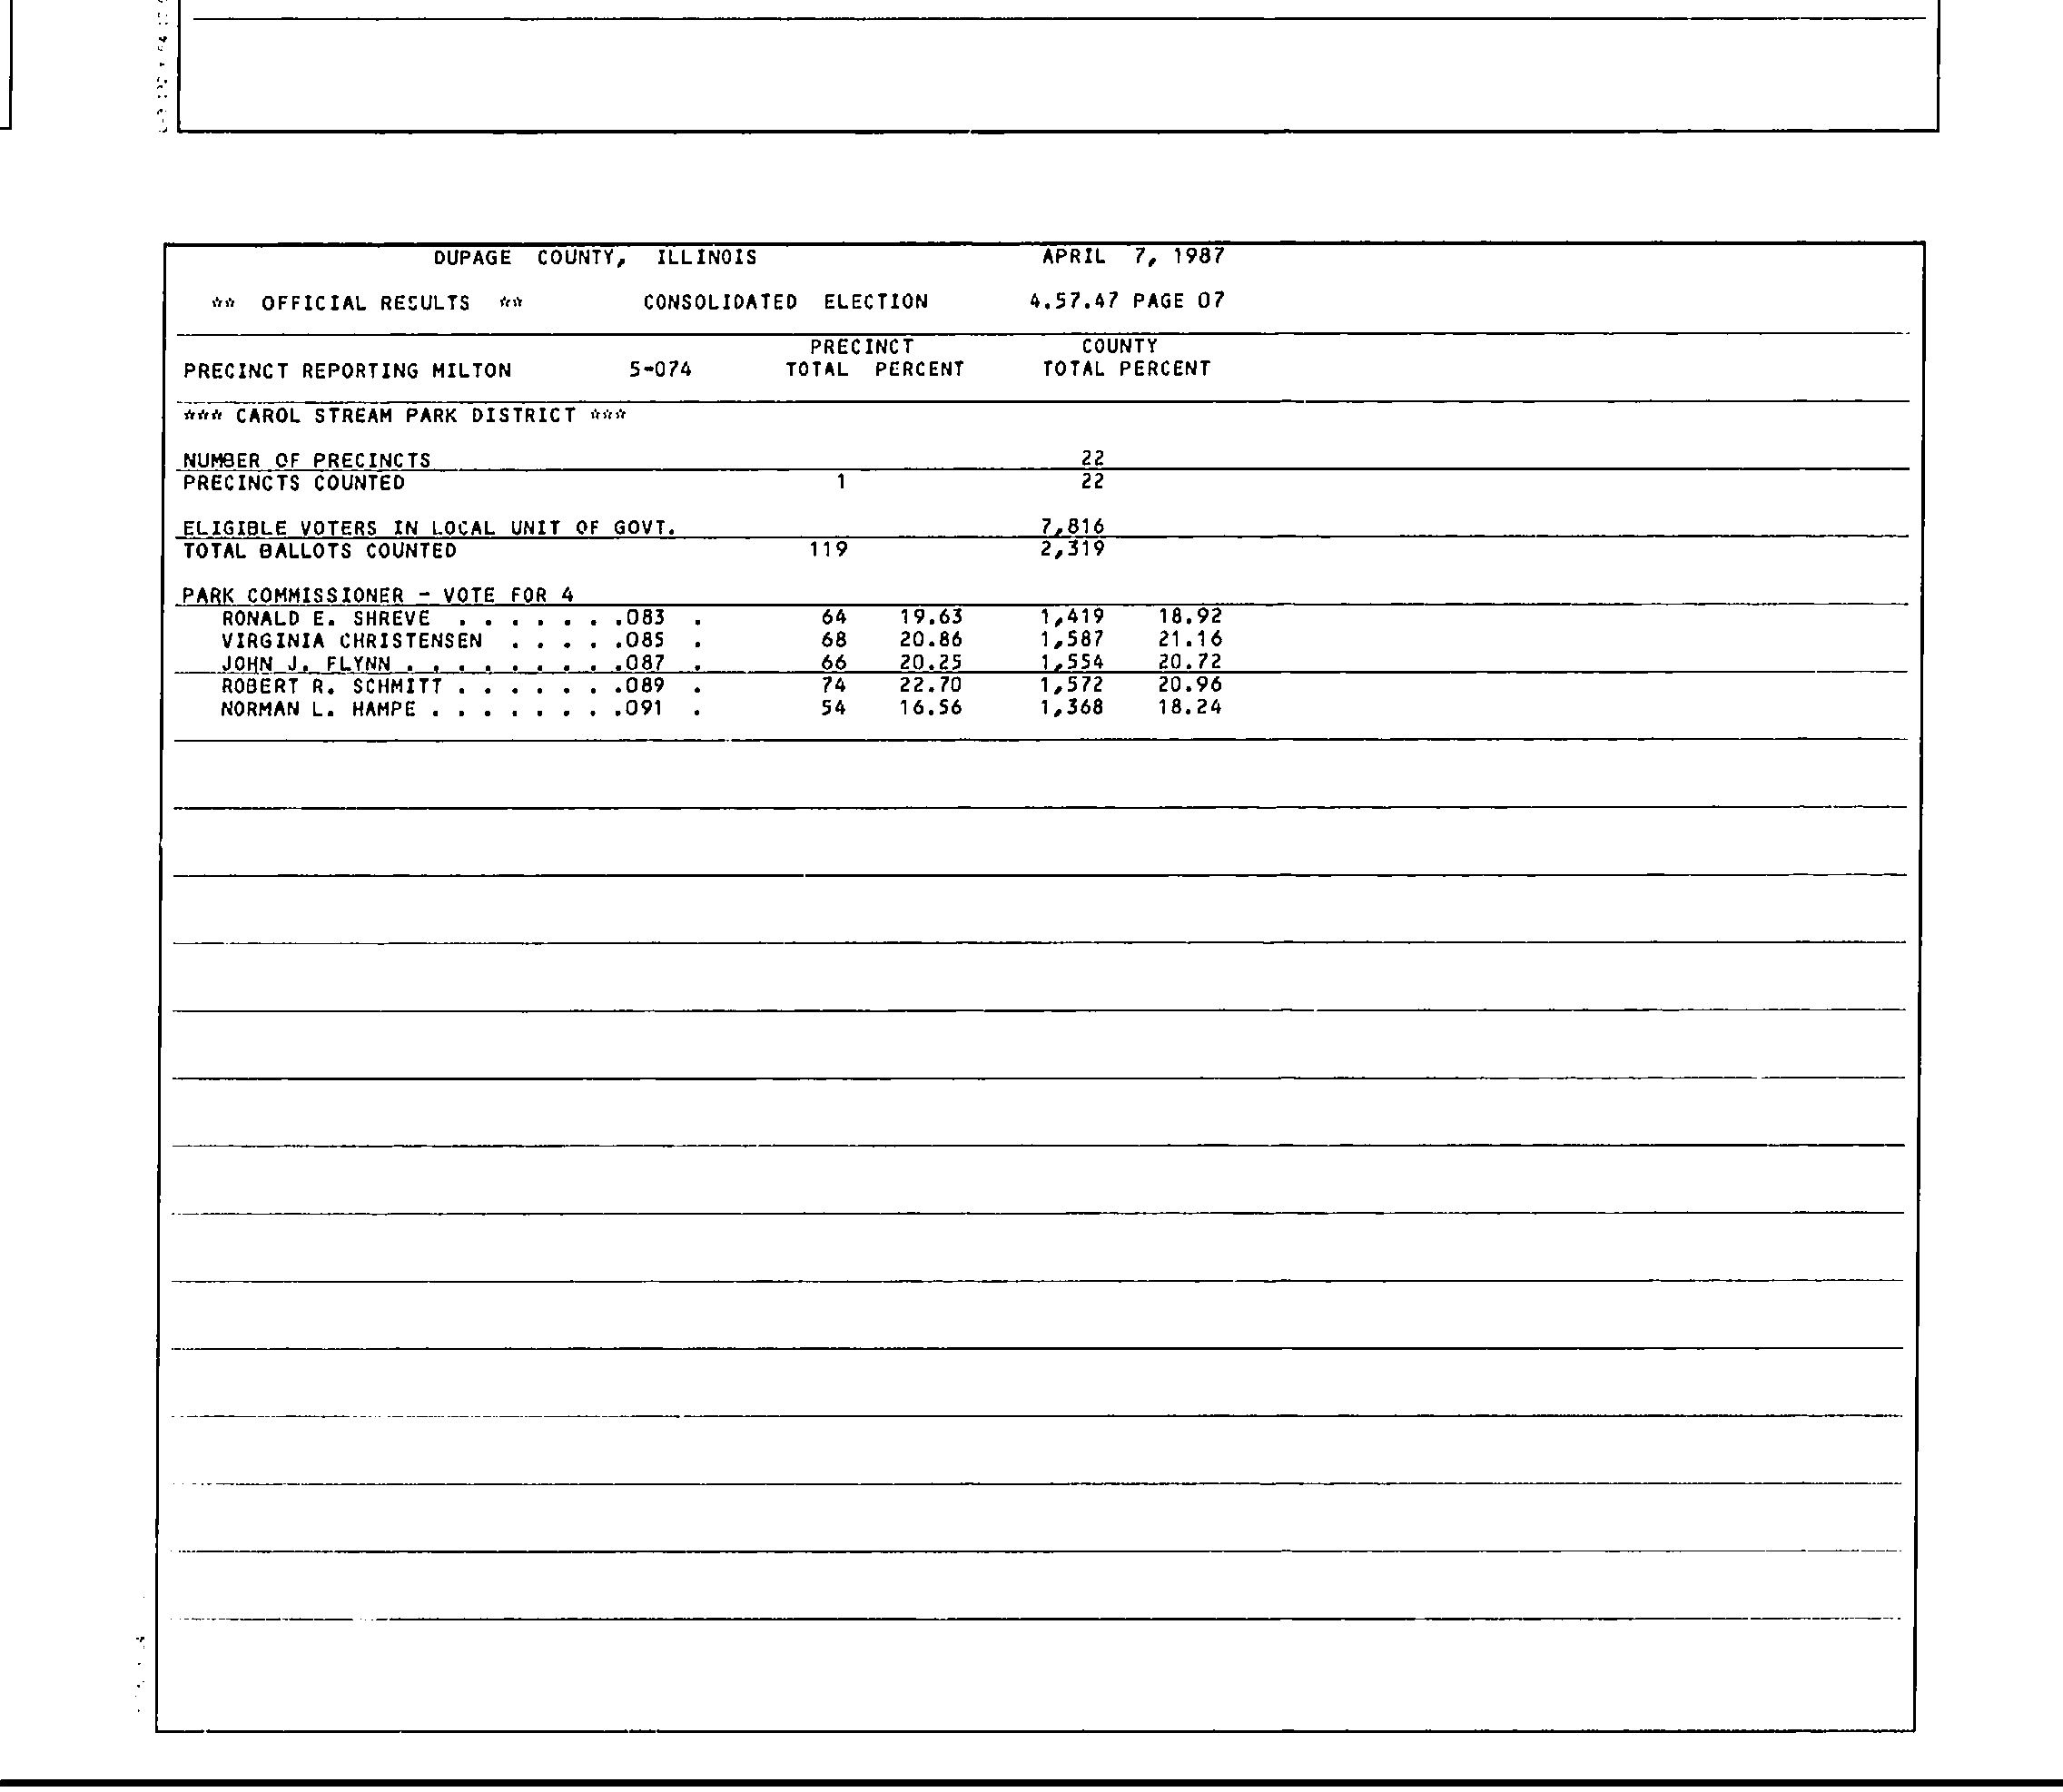 DUPAGE COUNTY, ILLINOIS APRIL 7, 1987
** OFFICIAL RESULTS ** CONSOLIDATED ELECTION 4.57.47 PAGE 07
PRECINCT COUNTY
PRECINCT REPORTING MILTON 5-074 TOTAL PERCENT TOTAL PERCENT
*** CAROL STREAM PARK DISTRICT ***
NUMBER OF PRECINCTS 22
PRECINCTS COUNTED 1 22
ELIGIBLE VOTERS IN LOCAL UNIT OF GOVT. 7,816
TOTAL BALLOTS COUNTED 119 2,319
PARK COMMISSIONER - VOTE FOR 4
RONALD E. SHREVE . . . . . . .083 . 64 19.63 1,419 18.92
VIRGINIA CHRISTENSEN . . . . .085 . 68 20.86 1,587 21.16
JOHN J. FLYNN . . . . . . . . .087 . 66 20.25 1,554 20.72
ROBERT R. SCHMITT . . . . . . .089 . 74 22.70 1,572 20.96
NORMAN L. HAMPE . . . . . . . .091 . 54 16.56 1,368 18.24